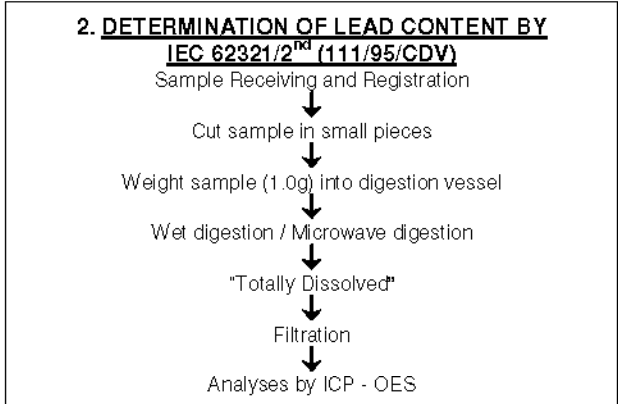 2. DETERMINATION OF LEAD CONTENT BY
IEC 62321/2nd (111/95/CDV)
Sample Receiving and Registration
Cut sample in small pieces
Weight sample (1.0g) into digestion vessel
Wet digestion / Microwave digestion
"Totally Dissolved"
Filtration
Analyses by ICP - OES